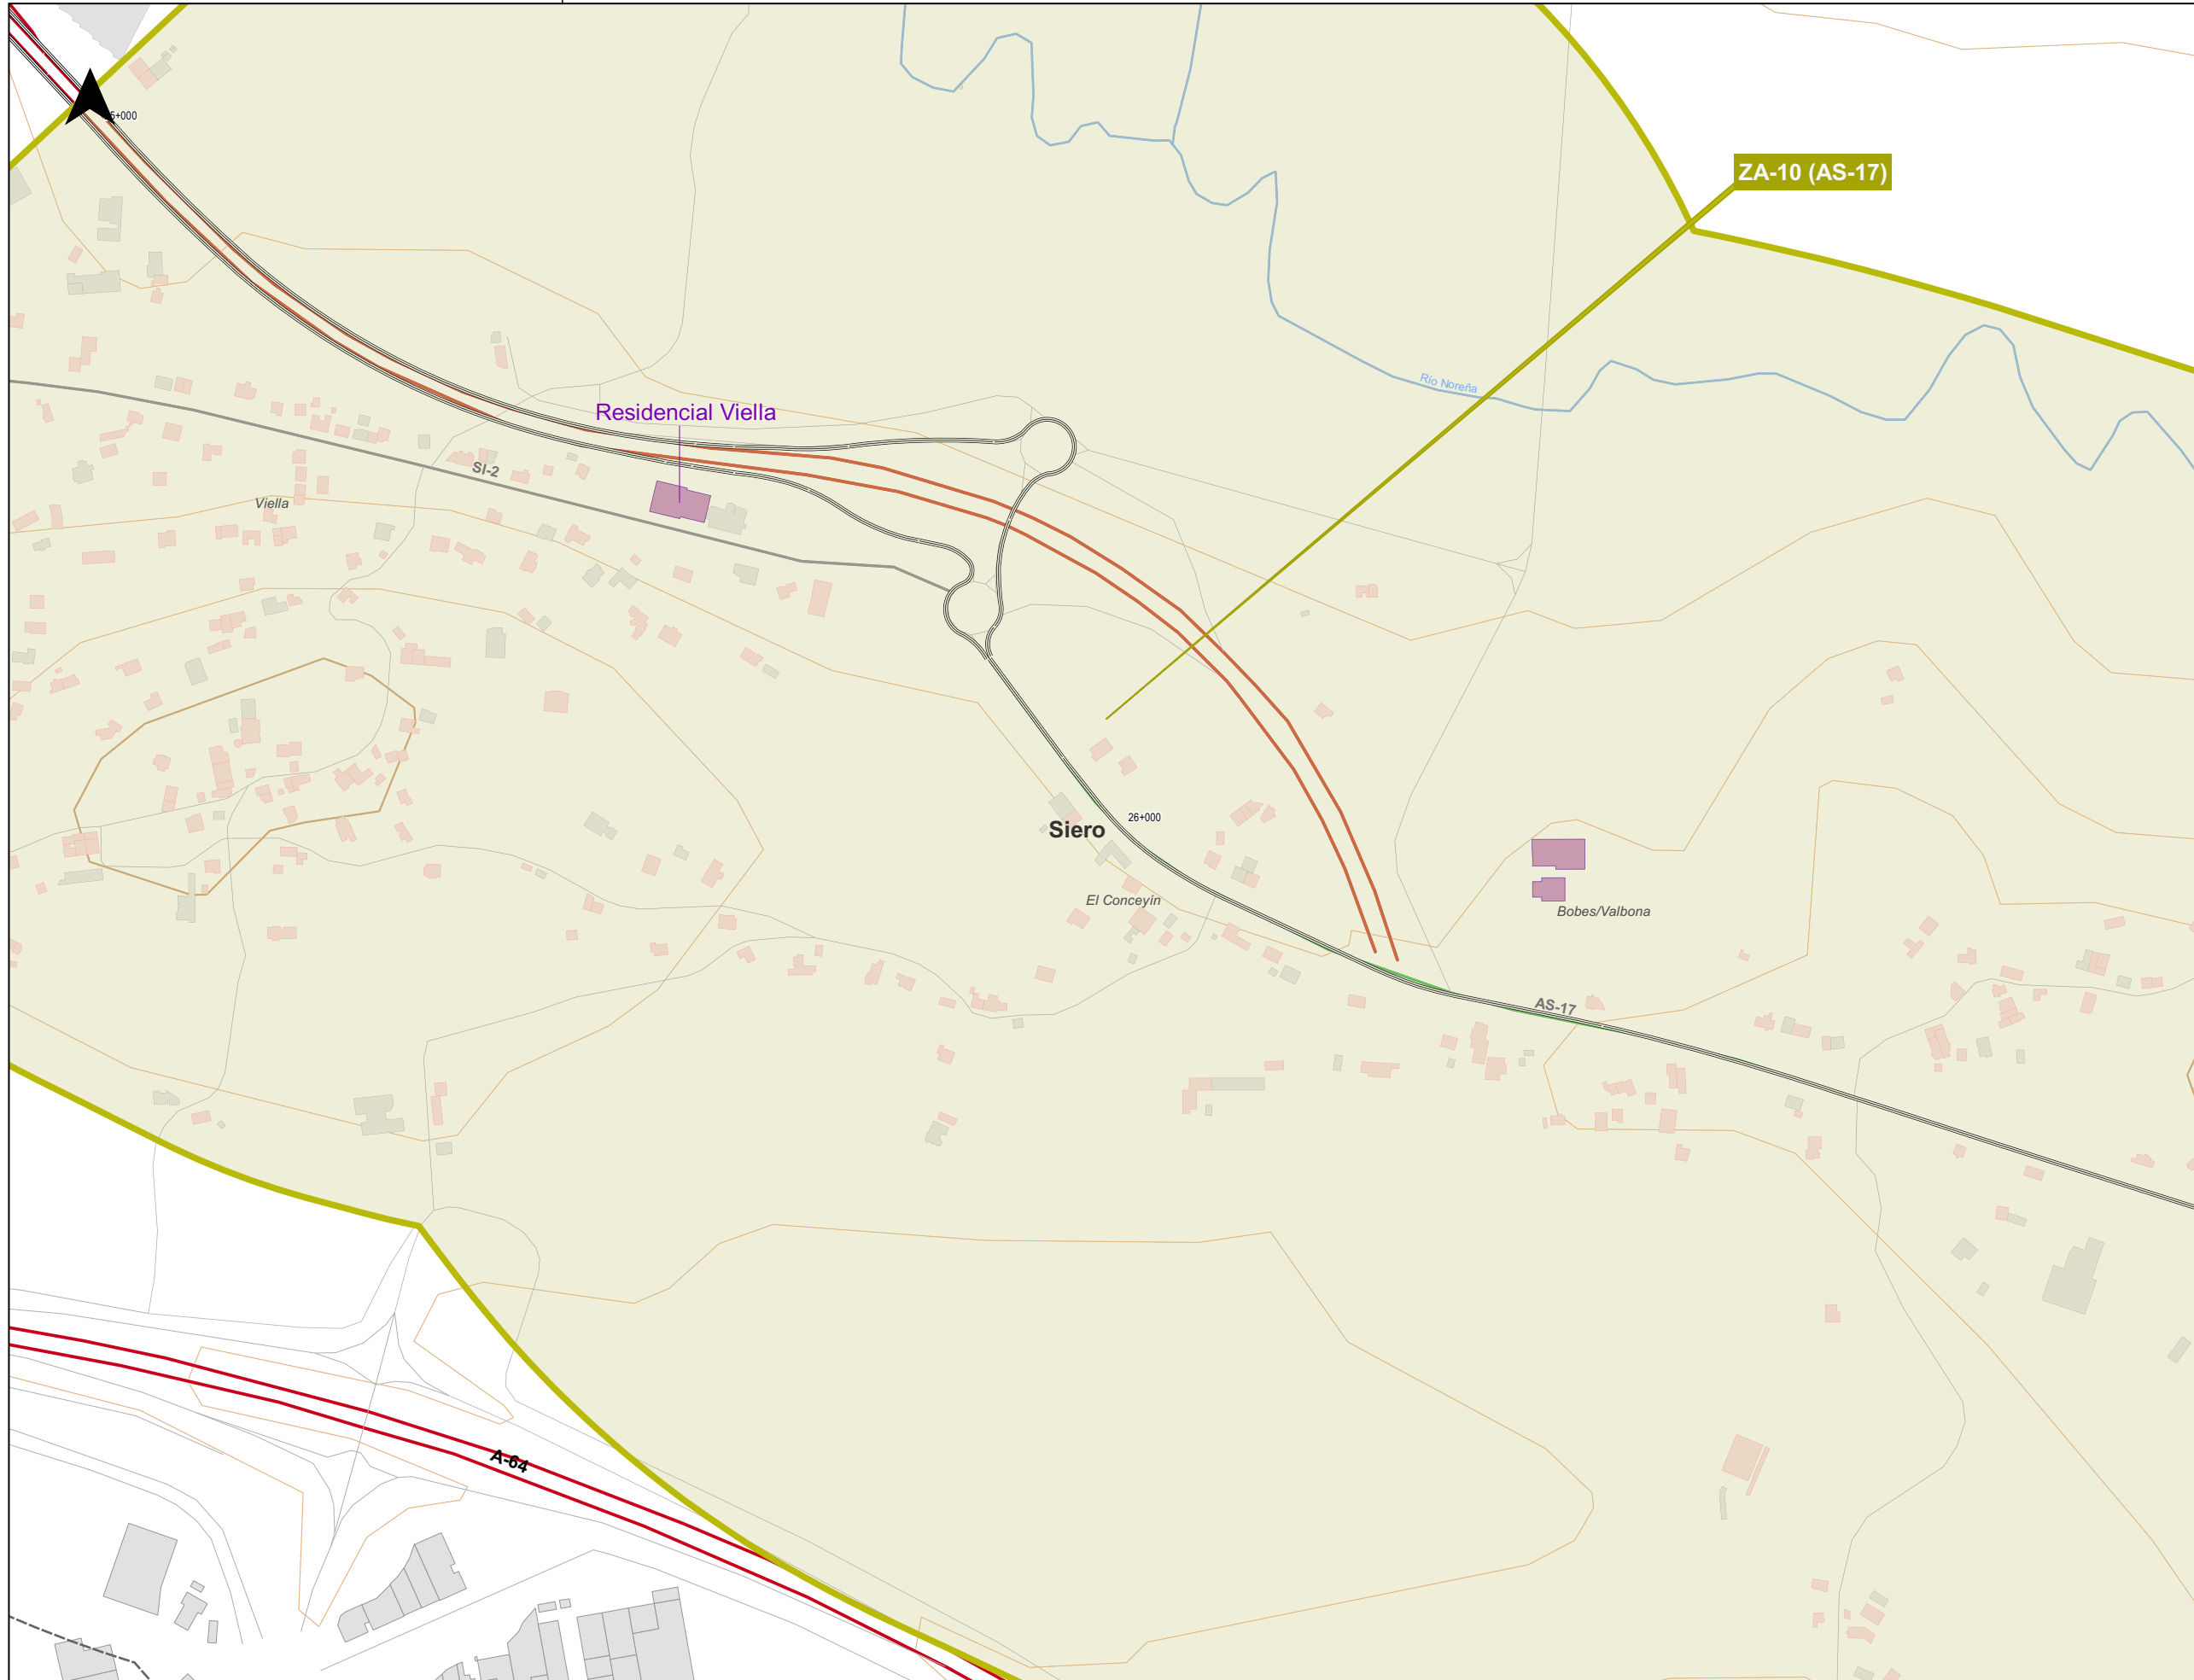 ZA-10 (AS-17)
Río Noreña
Residencial Viella
SI-2
Viella
26+000
Siero
El Conceyín
Bobes/Valbona
AS-17
A-64